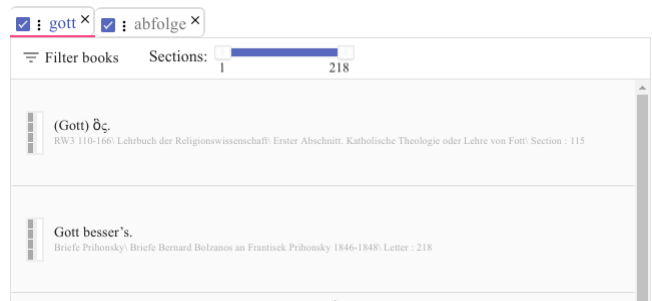 gott × abfolge ×
Filter books Sections:
1 218
(Gott) ὃς.
RW3 110-166\ Lehrbuch der Religionswissenschaft\ Erster Abschnitt. Katholische Theologie oder Lehre von Fott\ Section : 115
Gott besser’s.
Briefe Prihonsky\ Briefe Bernard Bolzanos an Frantisek Prihonsky 1846-1848\ Letter : 218